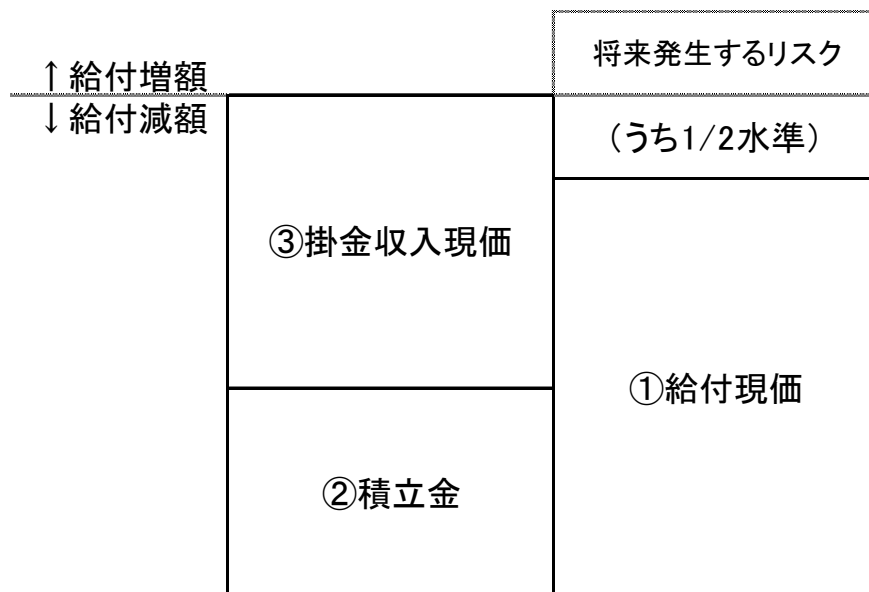 将来発生するリスク
↑給付増額
↓給付減額
（うち1/2水準）
③掛金収入現価
①給付現価
②積立金